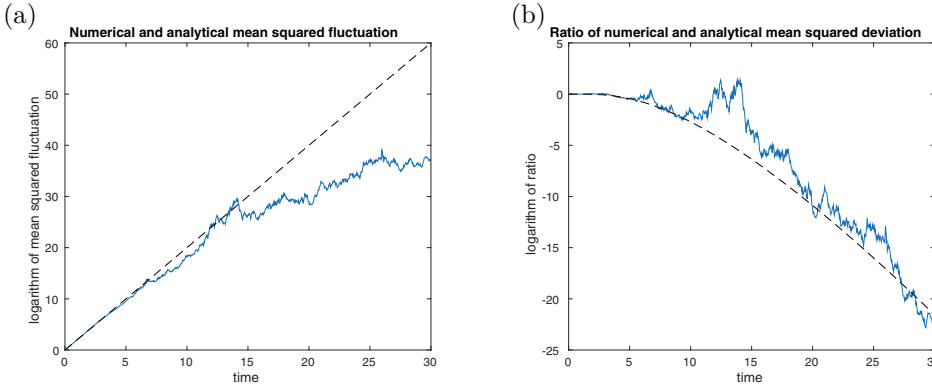 (a)
Numerical and analytical mean squared fluctuation
60
50
40
30
20
10
0
logarithm of mean squared fluctuation
0 5 10 15 20 25 30
time
(b)
Ratio of numerical and analytical mean squared deviation
5
0
-5
-10
-15
-20
-25
logarithm of ratio
0 5 10 15 20 25 30
time